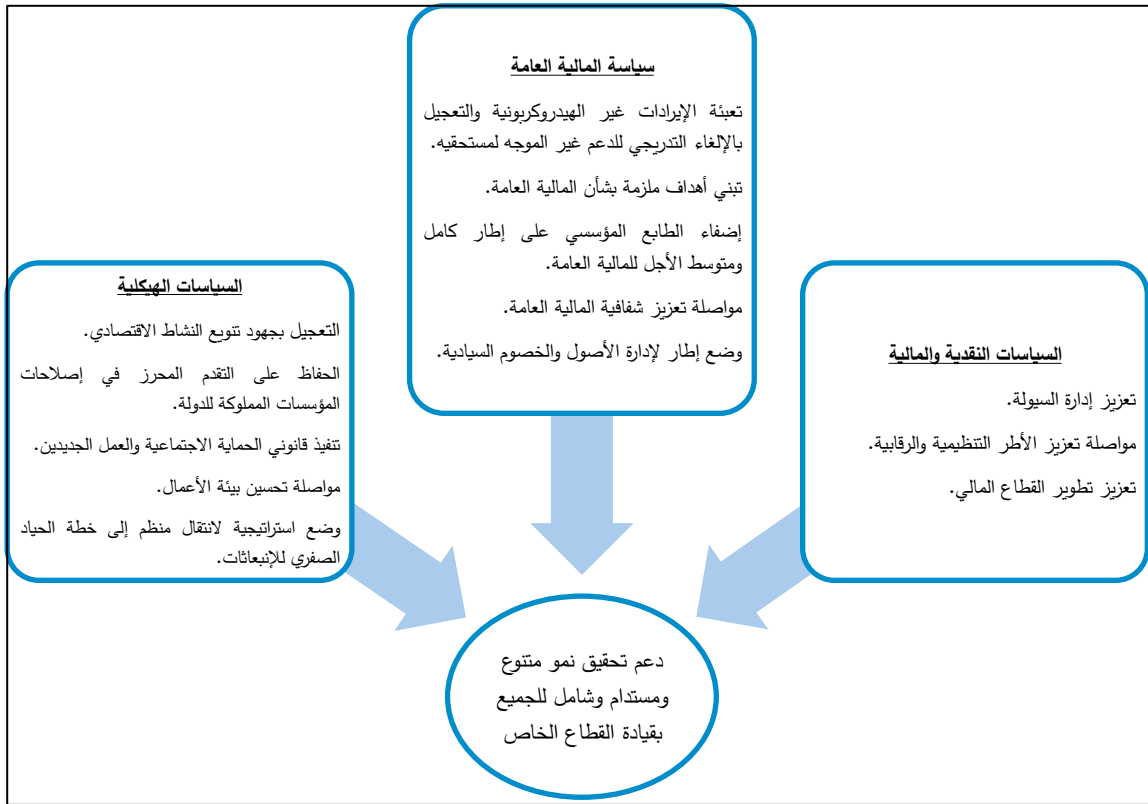 سياسة المالية العامة
تعبئة الإيرادات غير الهيدروكربونية والتعجيل
بالإلغاء التدريجي للدعم غير الموجه لمستحقيه.
تبني أهداف ملزمة بشأن المالية العامة.
إضفاء الطابع المؤسسي على إطار كامل
ومتوسط الأجل للمالية العامة.
مواصلة تعزيز شفافية المالية العامة.
وضع إطار لإدارة الأصول والخصوم السيادية.
السياسات النقدية والمالية
تعزيز إدارة السيولة.
مواصلة تعزيز الأطر التنظيمية والرقابية.
تعزيز تطوير القطاع المالي.
السياسات الهيكلية
التعجيل بجهود تنويع النشاط الاقتصادي.
الحفاظ على التقدم المحرز في إصلاحات
المؤسسات المملوكة للدولة.
تنفيذ قانوني الحماية الاجتماعية والعمل الجديدين.
مواصلة تحسين بيئة الأعمال.
وضع استراتيجية لانتقال منظم إلى خطة الحياد
الصفري للإنبعاثات.
دعم تحقيق نمو متنوع
ومستدام وشامل للجميع
بقيادة القطاع الخاص